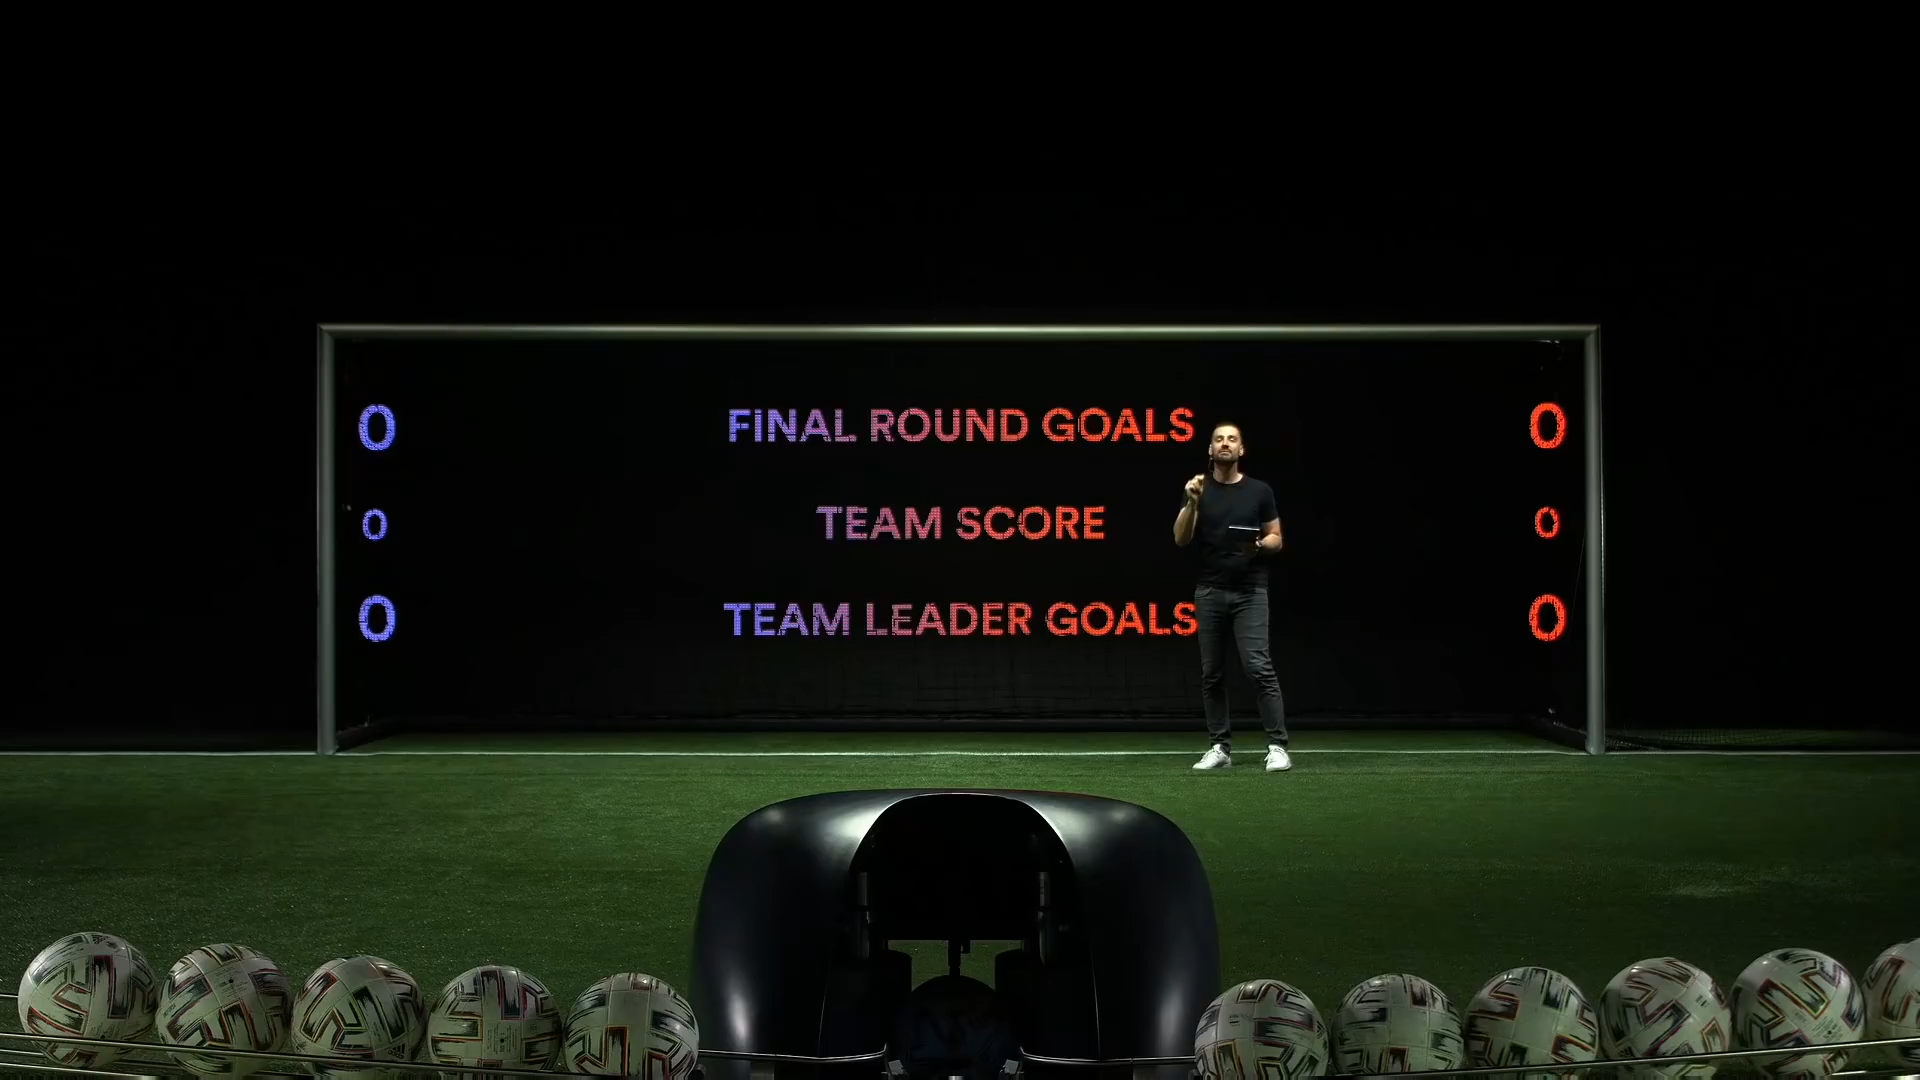 0 FINAL ROUND GOALS 0
0 TEAM SCORE 0
0 TEAM LEADER GOALS 0